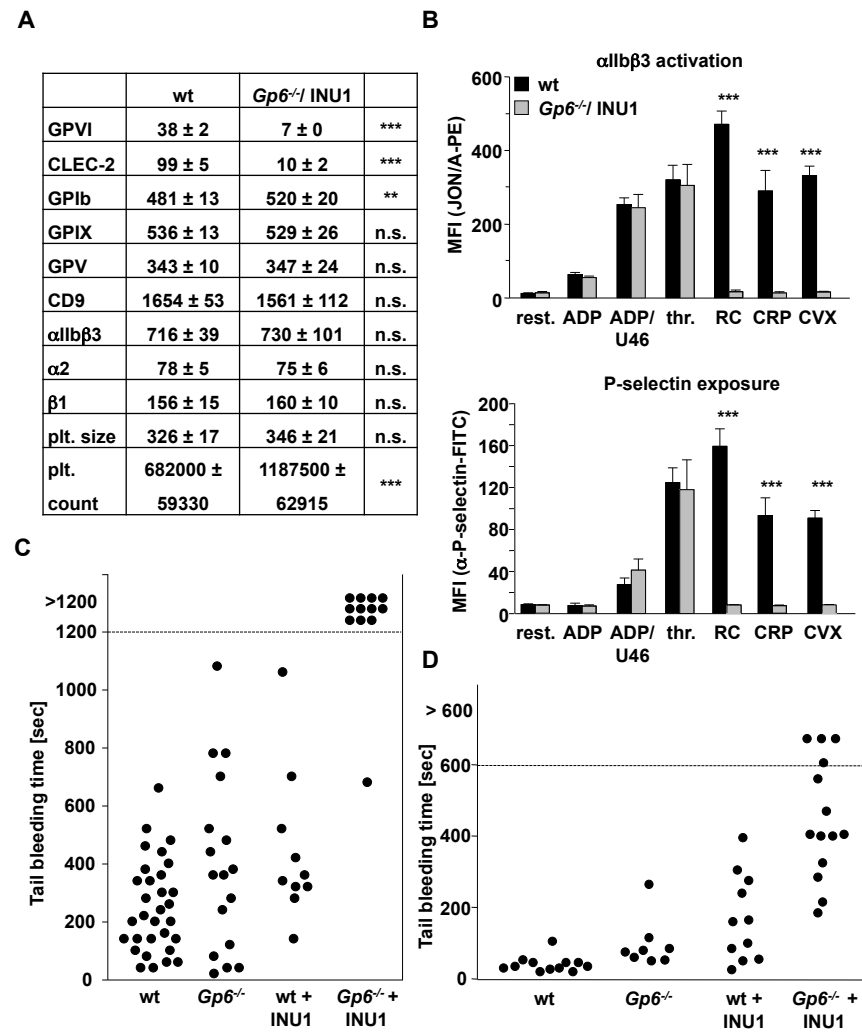 A
wt Gp6-/-/ INU1
GPVI 38 ± 2 7 ± 0 ***
CLEC-2 99 ± 5 10 ± 2 ***
GPIb 481 ± 13 520 ± 20 **
GPIX 536 ± 13 529 ± 26 n.s.
GPV 343 ± 10 347 ± 24 n.s.
CD9 1654 ± 53 1561 ± 112 n.s.
αIIbβ3 716 ± 39 730 ± 101 n.s.
α2 78 ± 5 75 ± 6 n.s.
β1 156 ± 15 160 ± 10 n.s.
plt. size 326 ± 17 346 ± 21 n.s.
plt. 682000 ± 1187500 ±
count 59330 62915 ***
B
αIIbβ3 activation
wt
Gp6-/-/ INU1
MFI (JON/A-PE)
600
400
200
0
*** *** ***
rest. ADP ADP/ thr. RC CRP CVX
U46
P-selectin exposure
MFI (α-P-selectin-FITC)
200
160
120
80
40
0
*** *** ***
rest. ADP ADP/ thr. RC CRP CVX
U46
C
Tail bleeding time [sec]
>1200
1200
1000
800
600
400
200
0
wt Gp6-/- wt + Gp6-/- +
INU1 INU1
D
Tail bleeding time [sec]
> 600
600
400
200
0
wt Gp6-/- wt + Gp6-/- +
INU1 INU1